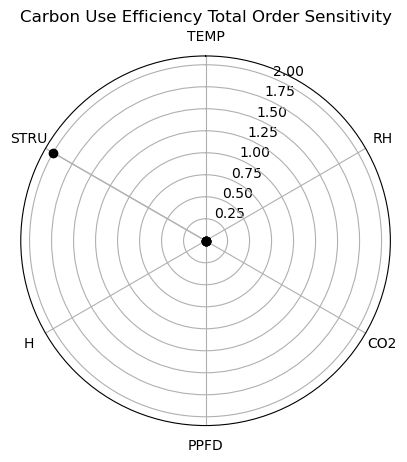 Carbon Use Efficiency Total Order Sensitivity
TEMP
2.00
1.75
1.50
1.25
1.00
0.75
0.50
0.25
STRU
RH
H
CO2
PPFD